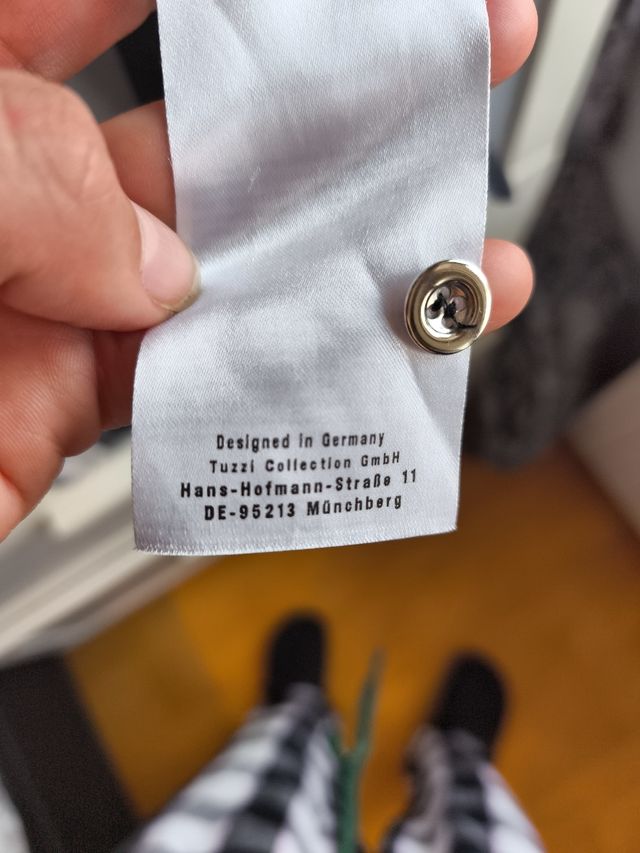 Designed in Germany
Tuzzi Collection GmbH
Hans-Hofmann-Straße 11
DE-95213 Münchberg